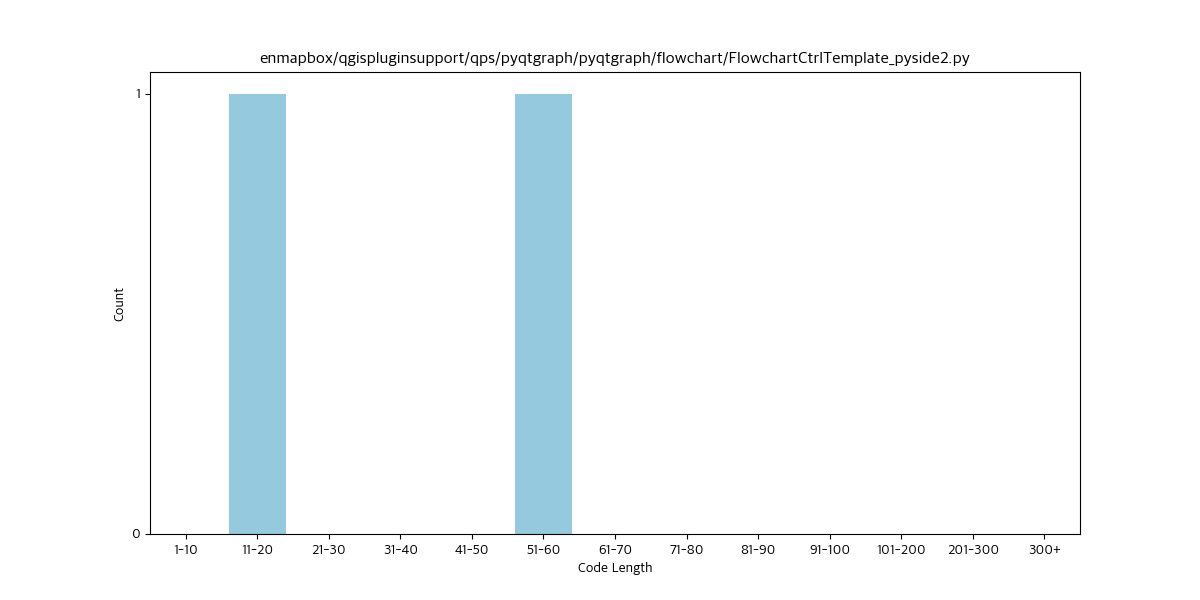 enmapbox/qgispluginsupport/qps/pyqtgraph/pyqtgraph/flowchart/FlowchartCtrlTemplate_pyside2.py
1
Count
0
1-10 11-20 21-30 31-40 41-50 51-60 61-70 71-80 81-90 91-100 101-200 201-300 300+
Code Length